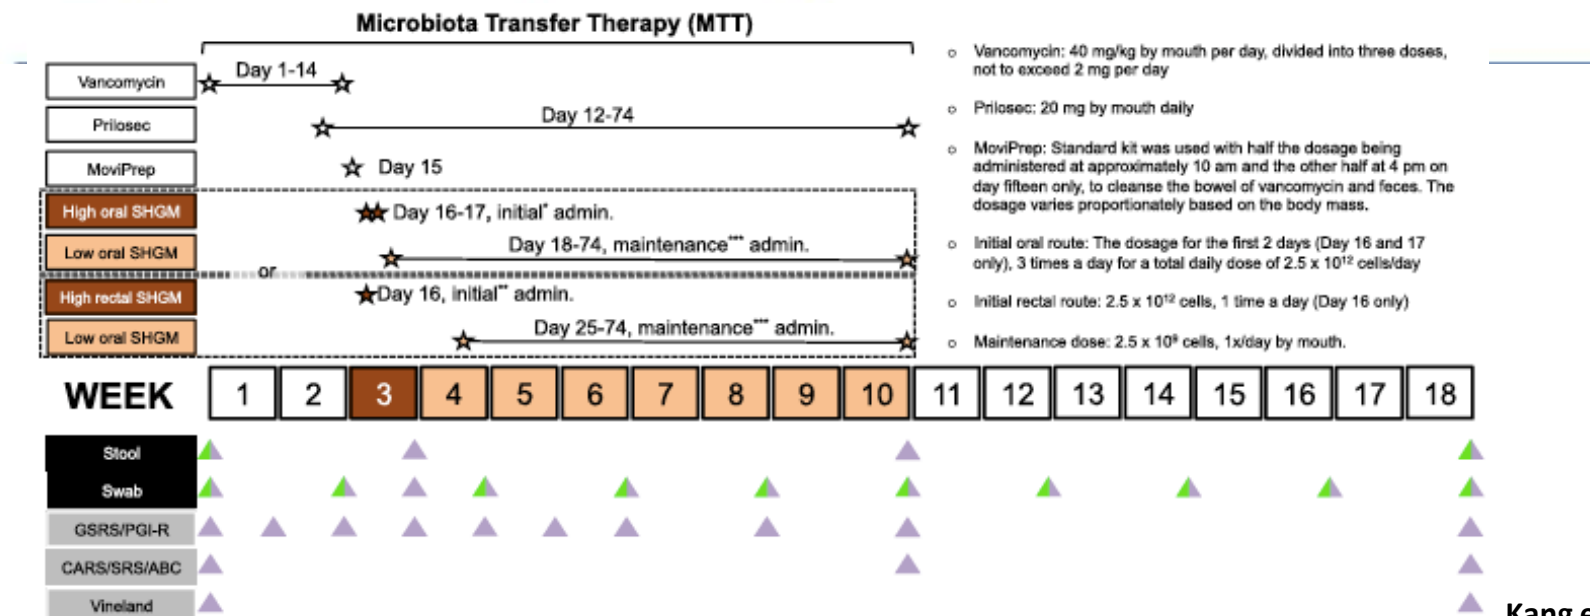 Microbiota Transfer Therapy (MTT)
Vancomycin
Day 1-14
Prilosec
Day 12-74
MoviPrep
Day 15
High oral SHGM
Day 16-17, initial* admin.
Low oral SHGM
Day 18-74, maintenance*** admin.
or
High rectal SHGM
Day 16, initial** admin.
Low oral SHGM
Day 25-74, maintenance*** admin.
o Vancomycin: 40 mg/kg by mouth per day, divided into three doses,
not to exceed 2 mg per day
o Prilosec: 20 mg by mouth daily
o MoviPrep: Standard kit was used with half the dosage being
administered at approximately 10 am and the other half at 4 pm on
day fifteen only, to cleanse the bowel of vancomycin and feces. The
dosage varies proportionately based on the body mass.
o Initial oral route: The dosage for the first 2 days (Day 16 and 17
only), 3 times a day for a total daily dose of 2.5 x 10¹² cells/day
o Initial rectal route: 2.5 x 10¹² cells, 1 time a day (Day 16 only)
o Maintenance dose: 2.5 x 10⁹ cells, 1x/day by mouth.
WEEK 1 2 3 4 5 6 7 8 9 10 11 12 13 14 15 16 17 18
Stool
Swab
GSRS/PGI-R
CARS/SRS/ABC
Vineland
Kang